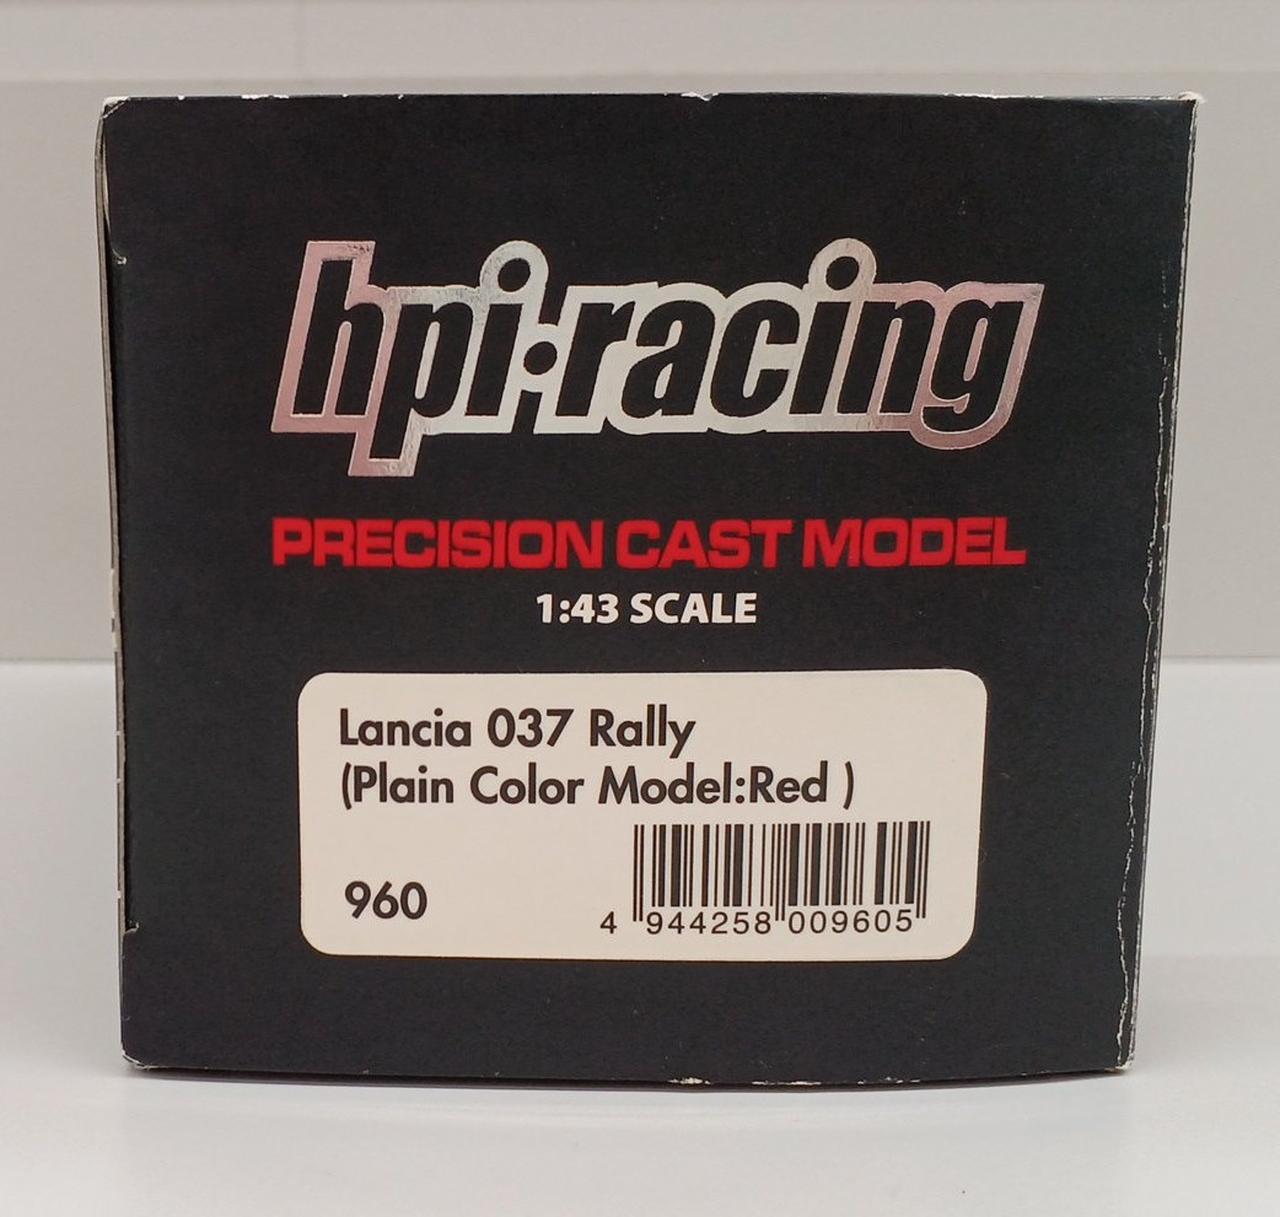 hpi·racing
PRECISION CAST MODEL
1:43 SCALE
Lancia 037 Rally
(Plain Color Model:Red )
960
4 944258 009605